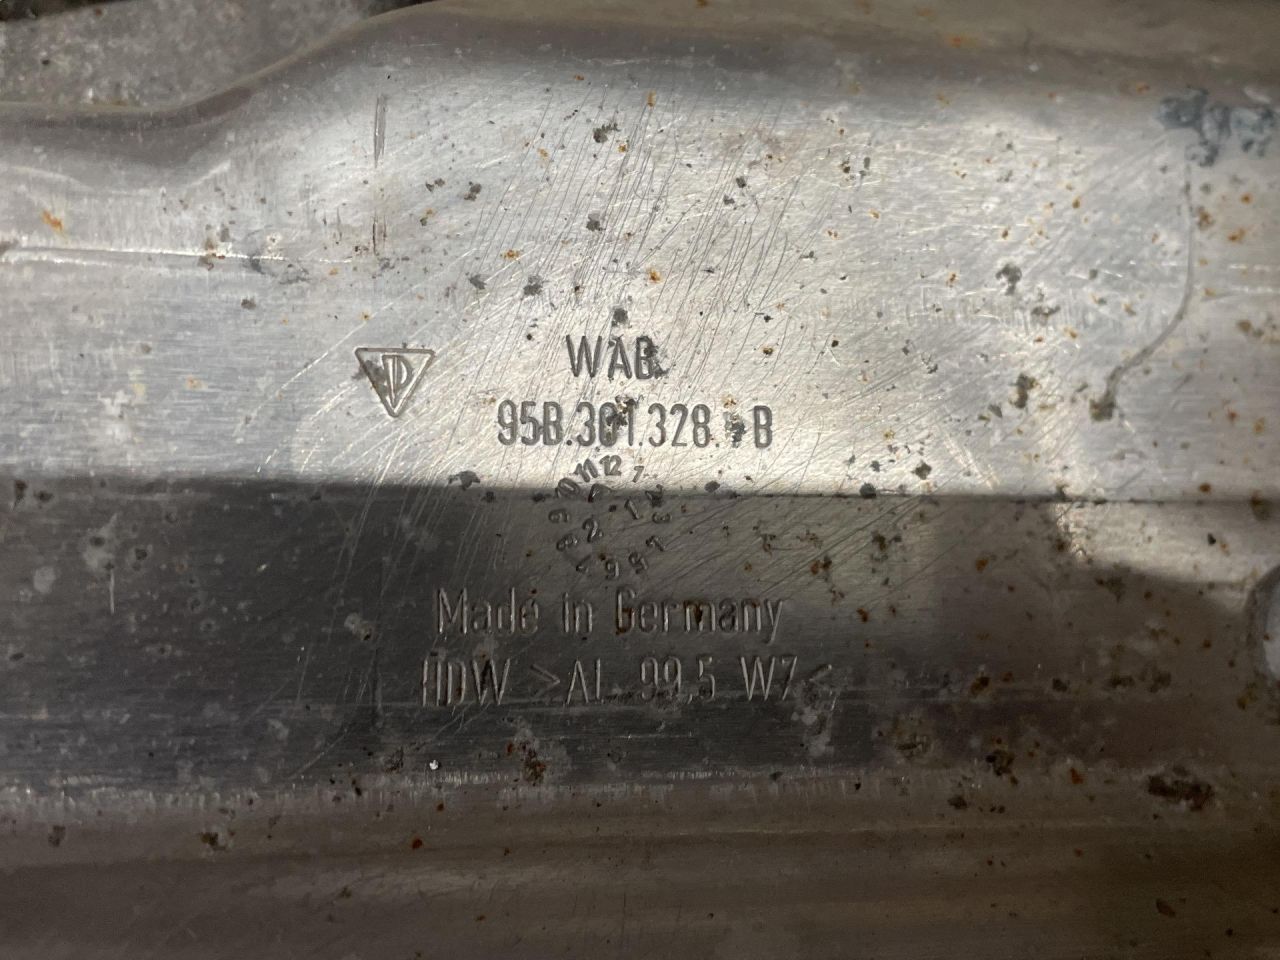 WAB
95B.301.328. B
Made in Germany
HDW >AL 99,5 W7<